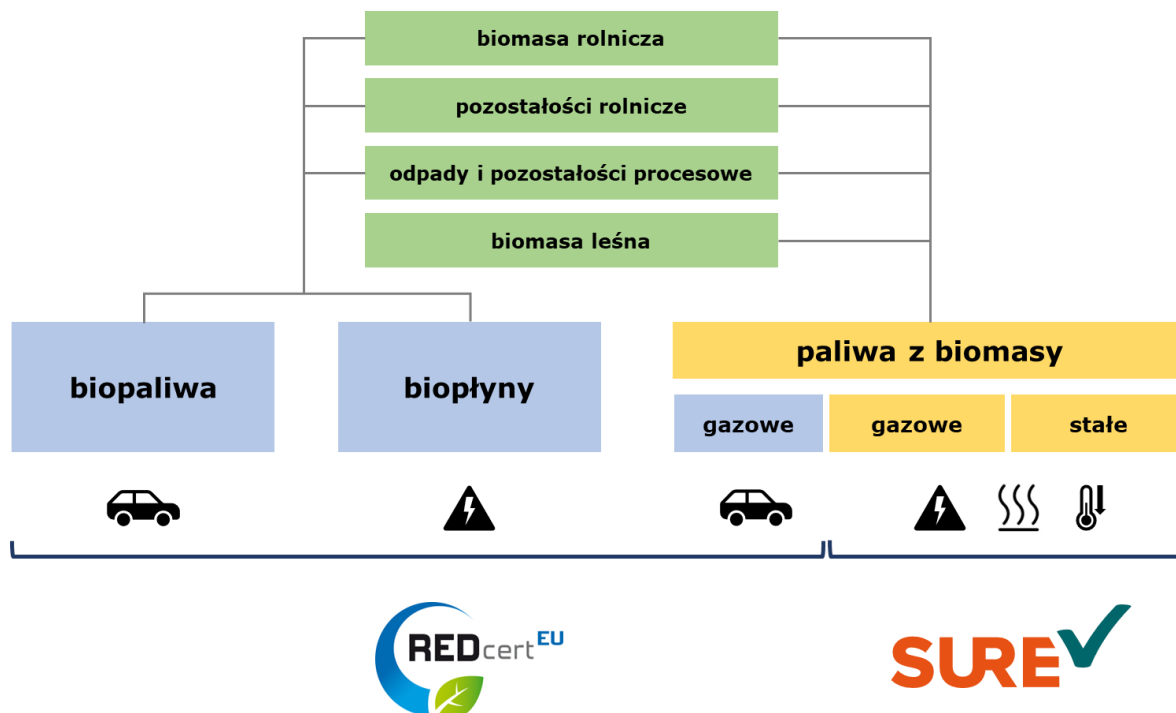 biomasa rolnicza
pozostałości rolnicze
odpady i pozostałości procesowe
biomasa leśna
biopaliwa
biopłyny
paliwa z biomasy
gazowe
gazowe
stałe
REDcert EU
SURE